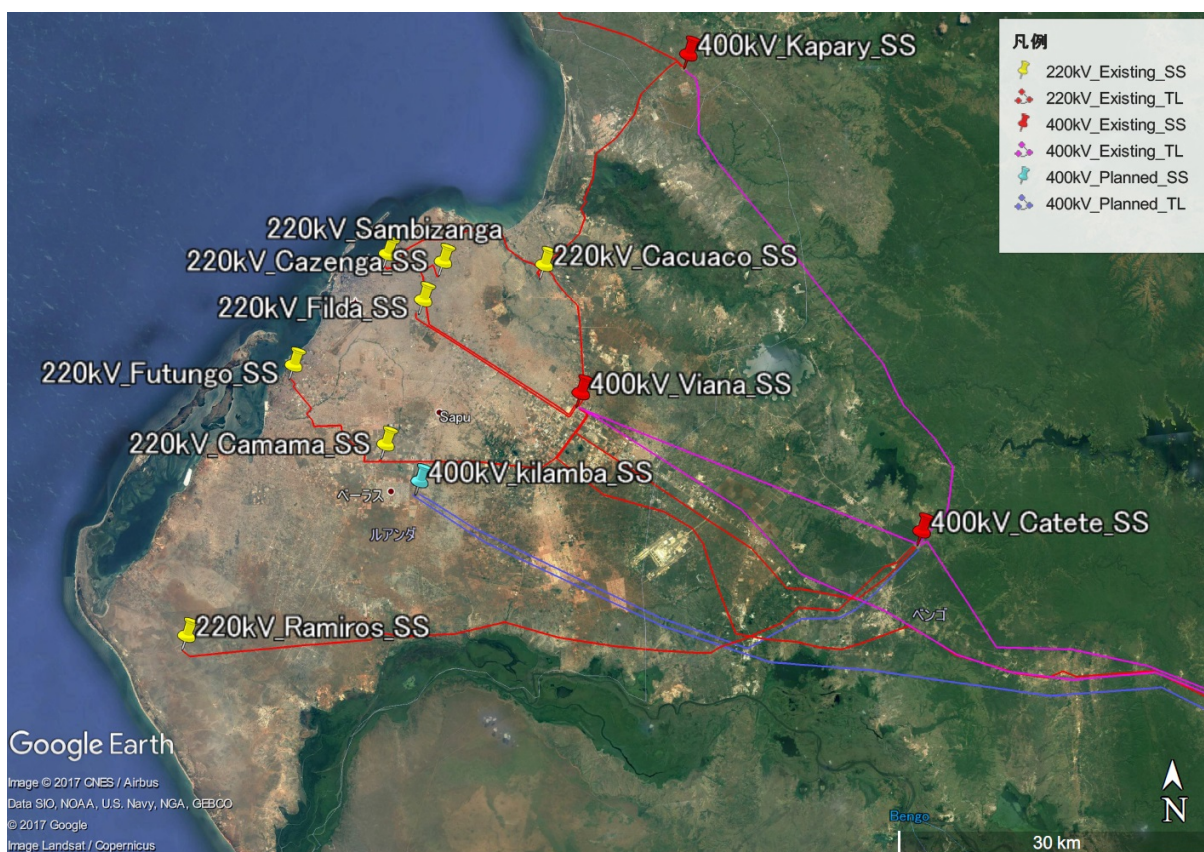 400kV_Kapary_SS
凡例
220kV_Existing_SS
220kV_Existing_TL
400kV_Existing_SS
400kV_Existing_TL
400kV_Planned_SS
400kV_Planned_TL
220kV_Sambizanga
220kV_Cazenga_SS
220kV_Cacuaco_SS
220kV_Filda_SS
220kV_Futungo_SS
400kV_Viana_SS
Sapu
220kV_Camama_SS
400kV_kilamba_SS
ベーラス
ルアンダ
400kV_Catete_SS
ベンゴ
220kV_Ramiros_SS
Google Earth
Image © 2017 CNES / Airbus
Data SIO, NOAA, U.S. Navy, NGA, GEBCO
© 2017 Google
Image Landsat / Copernicus
Bengo
N
30 km